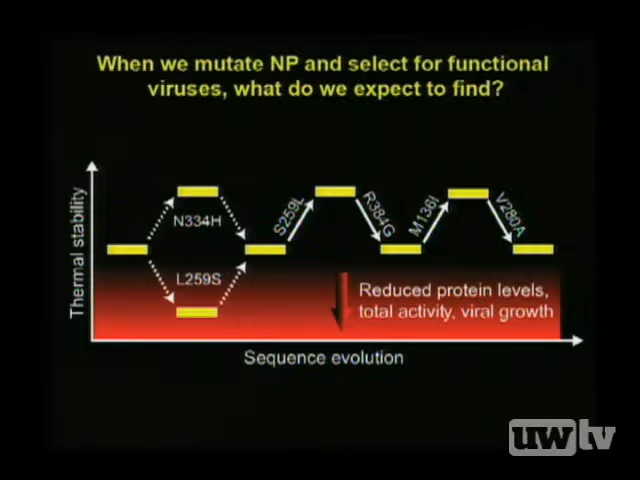 When we mutate NP and select for functional
viruses, what do we expect to find?
Thermal stability
N334H
L259S
S259L
R384G
M136I
V280A
Reduced protein levels,
total activity, viral growth
Sequence evolution
uwtv